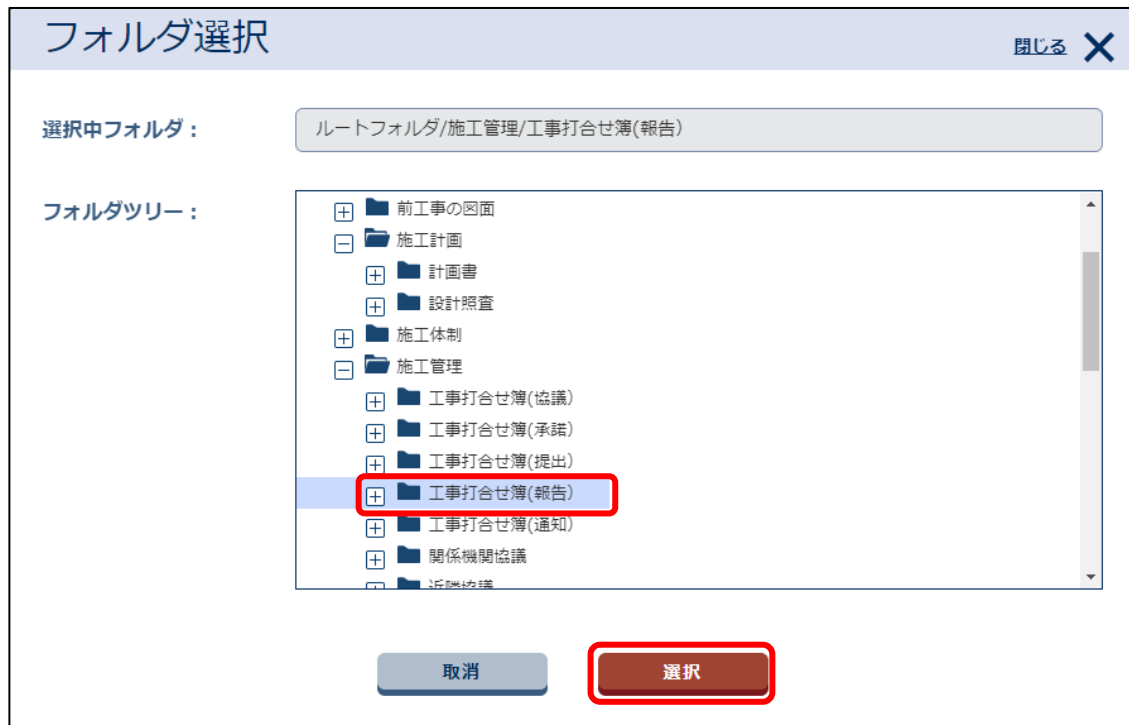 フォルダ選択
閉じる
選択中フォルダ：
ルートフォルダ/施工管理/工事打合せ簿(報告)
フォルダツリー：
前工事の図面
施工計画
計画書
設計照査
施工体制
施工管理
工事打合せ簿(協議)
工事打合せ簿(承諾)
工事打合せ簿(提出)
工事打合せ簿(報告)
工事打合せ簿(通知)
関係機関協議
近隣協議
取消
選択